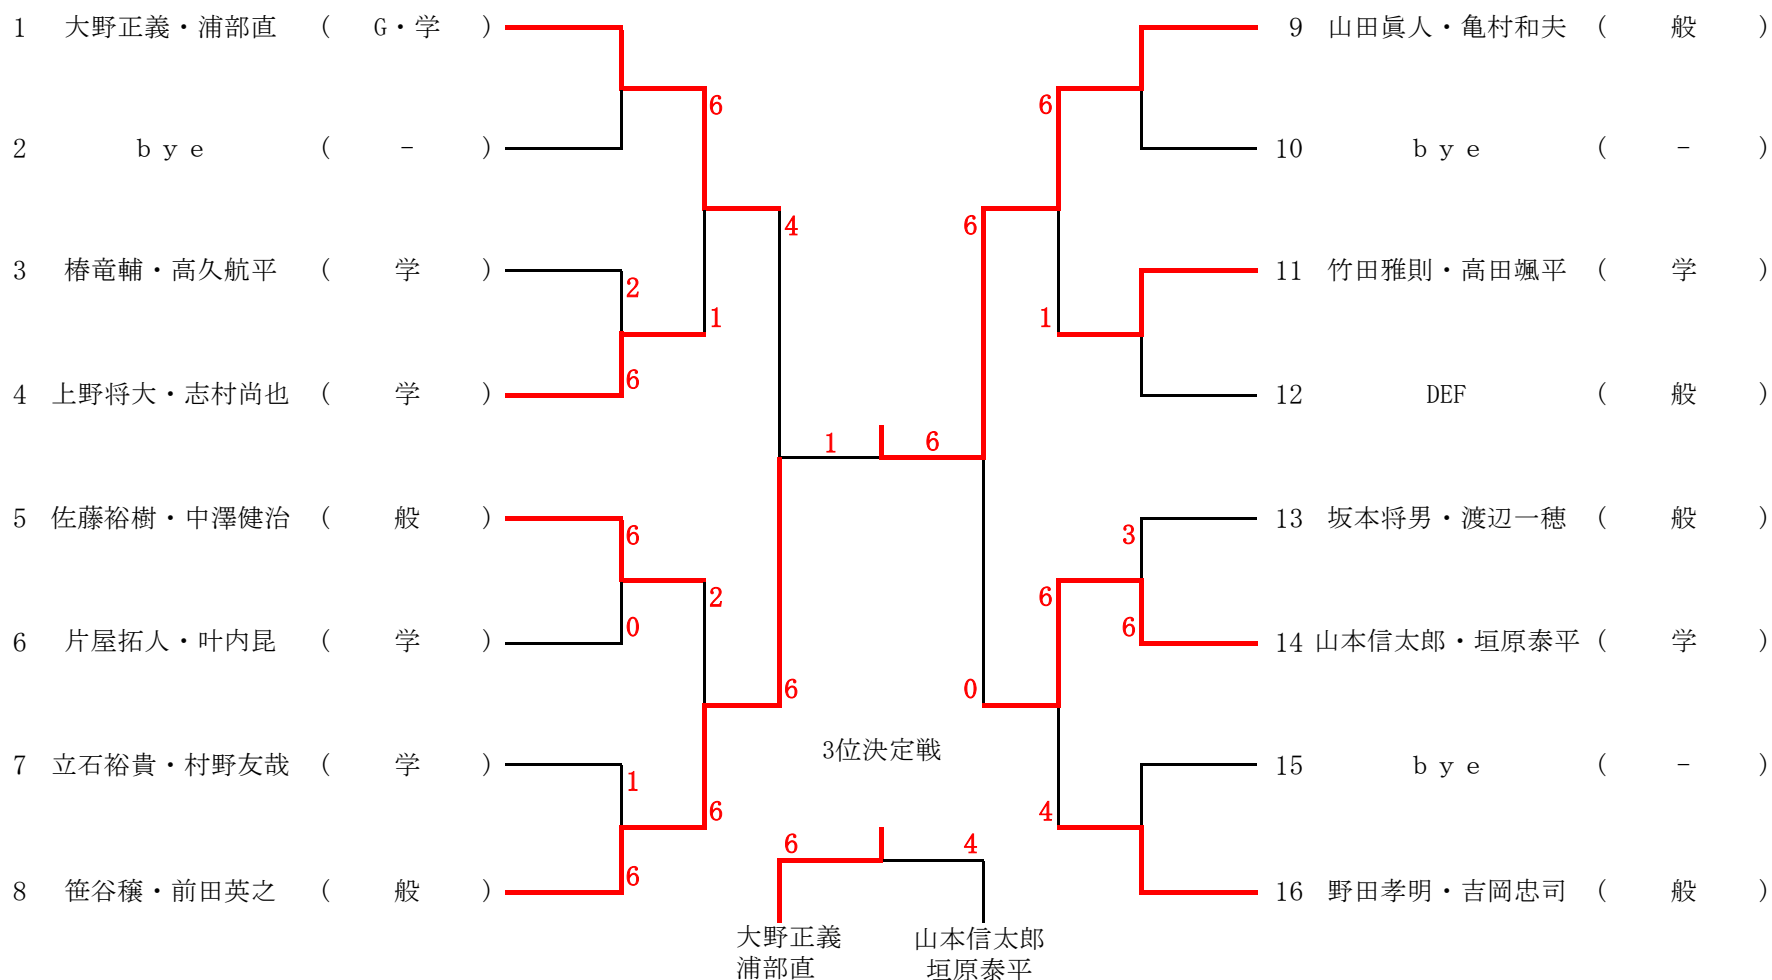 1 大野正義・浦部直 ( G・学 )
2 bye ( - )
3 椿竜輔・高久航平 ( 学 )
4 上野将大・志村尚也 ( 学 )
5 佐藤裕樹・中澤健治 ( 般 )
6 片屋拓人・叶内昆 ( 学 )
7 立石裕貴・村野友哉 ( 学 )
8 笹谷穣・前田英之 ( 般 )
6
4
2
1
6
6
2
0
6
1
6
6
1 6
9 山田眞人・亀村和夫 ( 般 )
10 bye ( - )
11 竹田雅則・高田颯平 ( 学 )
12 DEF ( 般 )
13 坂本将男・渡辺一穂 ( 般 )
14 山本信太郎・垣原泰平 ( 学 )
15 bye ( - )
16 野田孝明・吉岡忠司 ( 般 )
6
6
1
3
6
6
0
4
3位決定戦
6 4
大野正義 山本信太郎
浦部直 垣原泰平